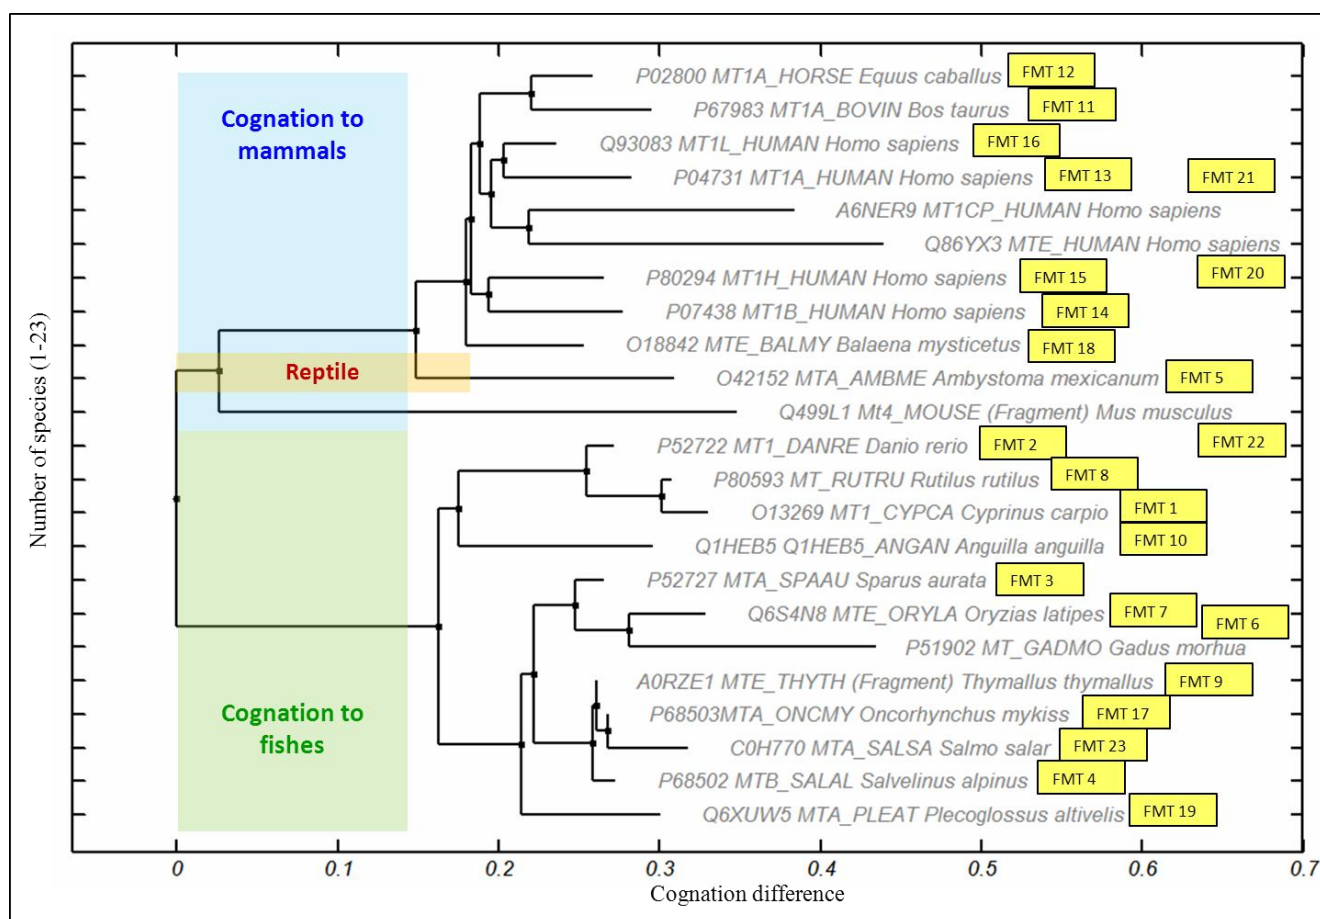 P02800 MT1A_HORSE Equus caballus FMT 12
P67983 MT1A_BOVIN Bos taurus FMT 11
Cognation to
mammals
Q93083 MT1L_HUMAN Homo sapiens FMT 16
P04731 MT1A_HUMAN Homo sapiens FMT 13 FMT 21
A6NER9 MT1CP_HUMAN Homo sapiens
Q86YX3 MTE_HUMAN Homo sapiens
P80294 MT1H_HUMAN Homo sapiens FMT 15 FMT 20
P07438 MT1B_HUMAN Homo sapiens FMT 14
O18842 MTE_BALMY Balaena mysticetus FMT 18
Reptile
O42152 MTA_AMBME Ambystoma mexicanum FMT 5
Q499L1 Mt4_MOUSE (Fragment) Mus musculus
P52722 MT1_DANRE Danio rerio FMT 2 FMT 22
P80593 MT_RUTRU Rutilus rutilus FMT 8
O13269 MT1_CYPCA Cyprinus carpio FMT 1
Q1HEB5 Q1HEB5_ANGAN Anguilla anguilla FMT 10
P52727 MTA_SPAAU Sparus aurata FMT 3
Q6S4N8 MTE_ORYLA Oryzias latipes FMT 7 FMT 6
P51902 MT_GADMO Gadus morhua
A0RZE1 MTE_THYTH (Fragment) Thymallus thymallus FMT 9
Cognation to
fishes
P68503MTA_ONCMY Oncorhynchus mykiss FMT 17
C0H770 MTA_SALSA Salmo salar FMT 23
P68502 MTB_SALAL Salvelinus alpinus FMT 4
Q6XUW5 MTA_PLEAT Plecoglossus altivelis FMT 19
Number of species (1-23)
0 0.1 0.2 0.3 0.4 0.5 0.6 0.7
Cognation difference